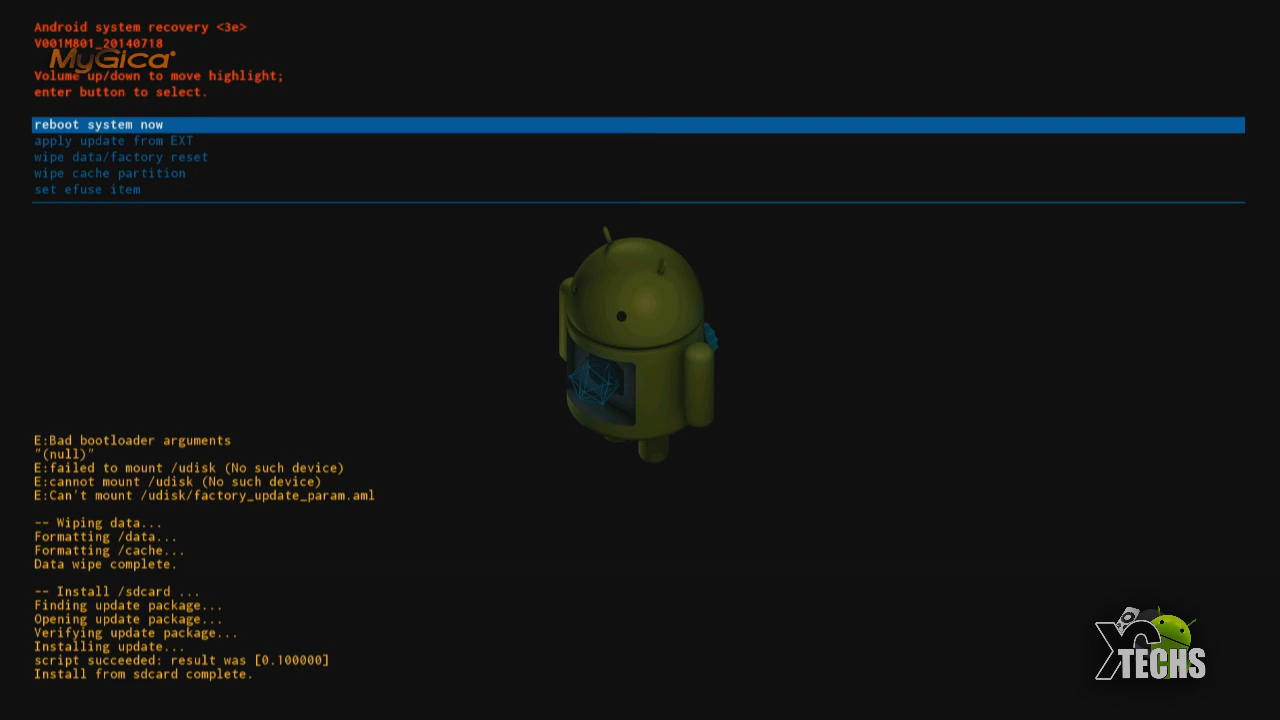 Android system recovery <3e>
V001M801_20140718
MyGica
Volume up/down to move highlight;
enter button to select.
reboot system now
apply update from EXT
wipe data/factory reset
wipe cache partition
set efuse item
E:Bad bootloader arguments
"(null)"
E:failed to mount /udisk (No such device)
E:cannot mount /udisk (No such device)
E:Can't mount /udisk/factory_update_param.aml
-- Wiping data...
Formatting /data...
Formatting /cache...
Data wipe complete.
-- Install /sdcard ...
Finding update package...
Opening update package...
Verifying update package...
Installing update...
script succeeded: result was [0.100000]
Install from sdcard complete.
TECHS